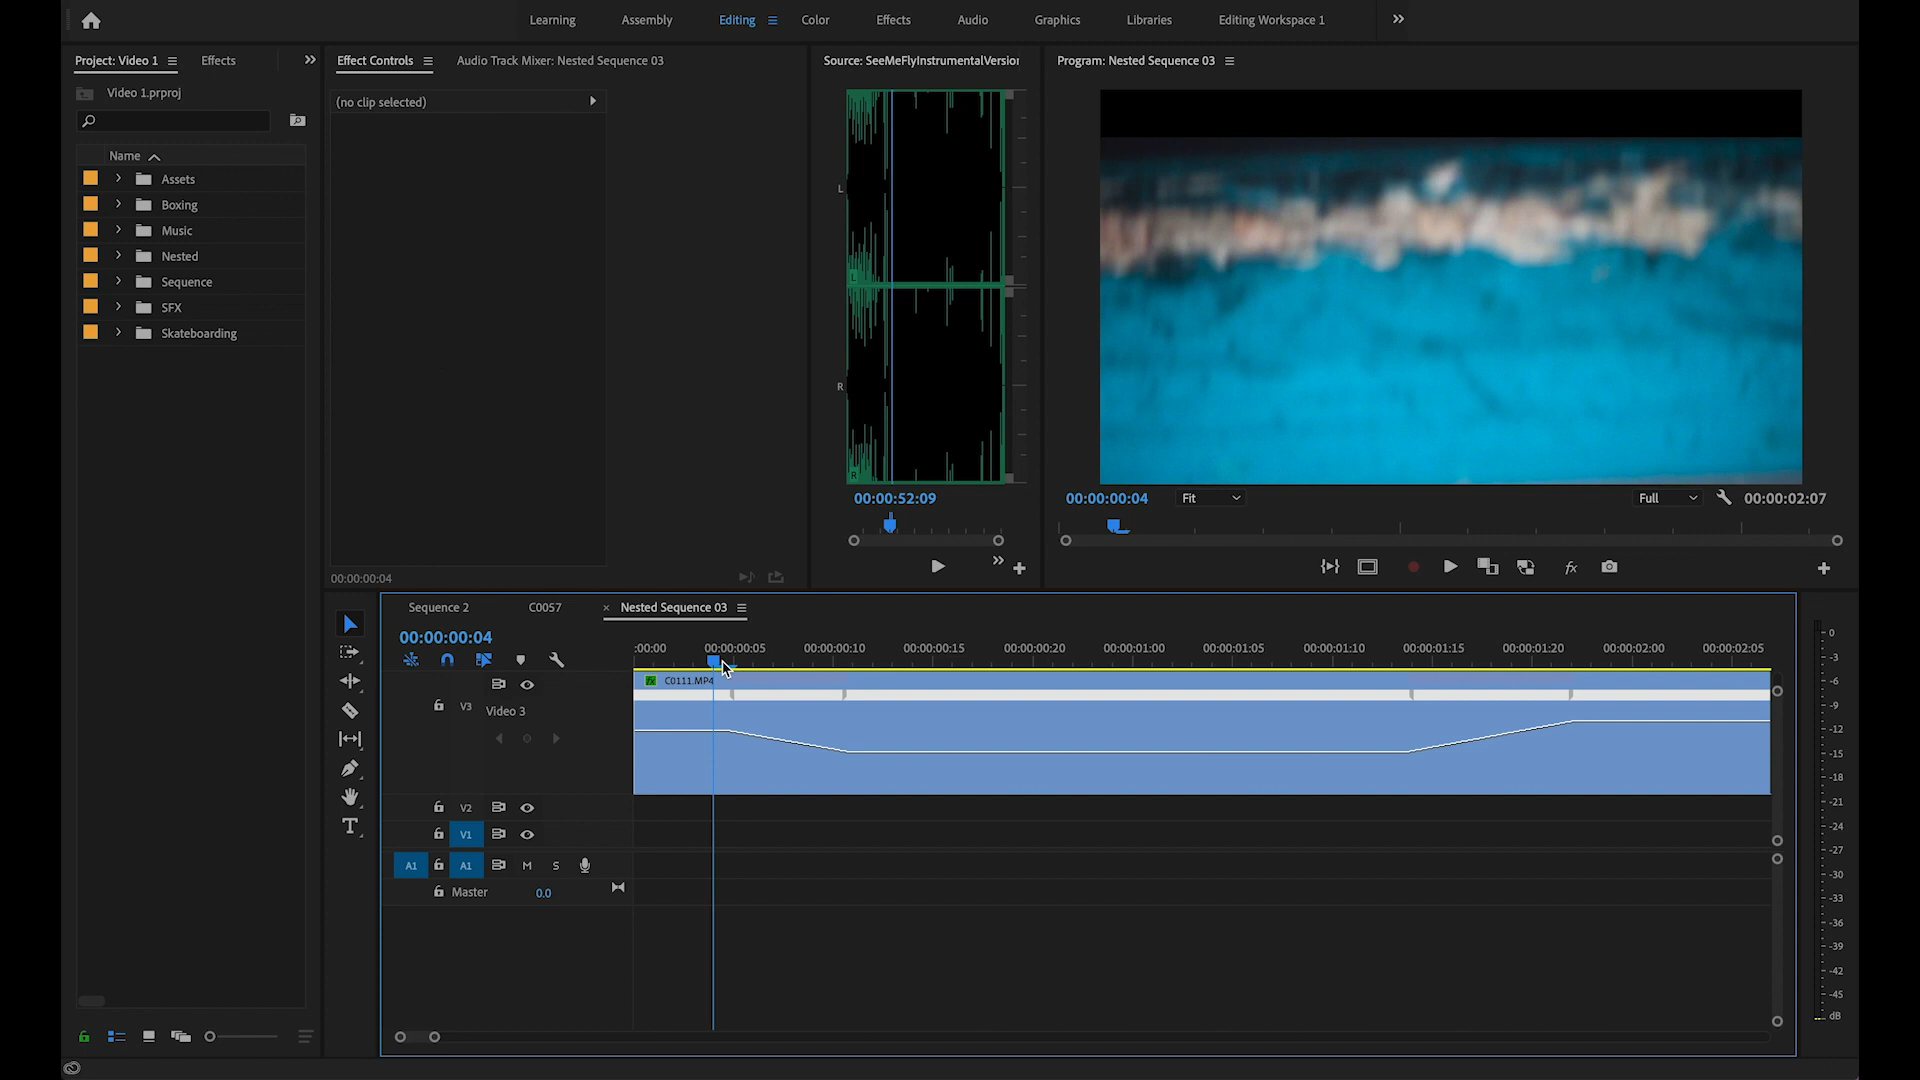 Learning Assembly Editing Color Effects Audio Graphics Libraries Editing Workspace 1
Project: Video 1 Effects
Effect Controls Audio Track Mixer: Nested Sequence 03
Source: SeeMeFlyInstrumentalVersion
Program: Nested Sequence 03
Video 1.prproj
(no clip selected)
Name
Assets
Boxing
Music
Nested
Sequence
SFX
Skateboarding
L
L
R
R
00:00:52:09
00:00:00:04 Fit Full 00:00:02:07
fx
00:00:00:04
Sequence 2 C0057 × Nested Sequence 03
00:00:00:04
:00:00 00:00:00:05 00:00:00:10 00:00:00:15 00:00:00:20 00:00:01:00 00:00:01:05 00:00:01:10 00:00:01:15 00:00:01:20 00:00:02:00 00:00:02:05
fx C0111.MP4
V3 Video 3
V2
V1
A1 A1 M S
Master 0.0
T
0
-3
-6
-9
-12
-15
-18
-21
-24
-27
-30
-33
-36
-39
-42
-45
dB